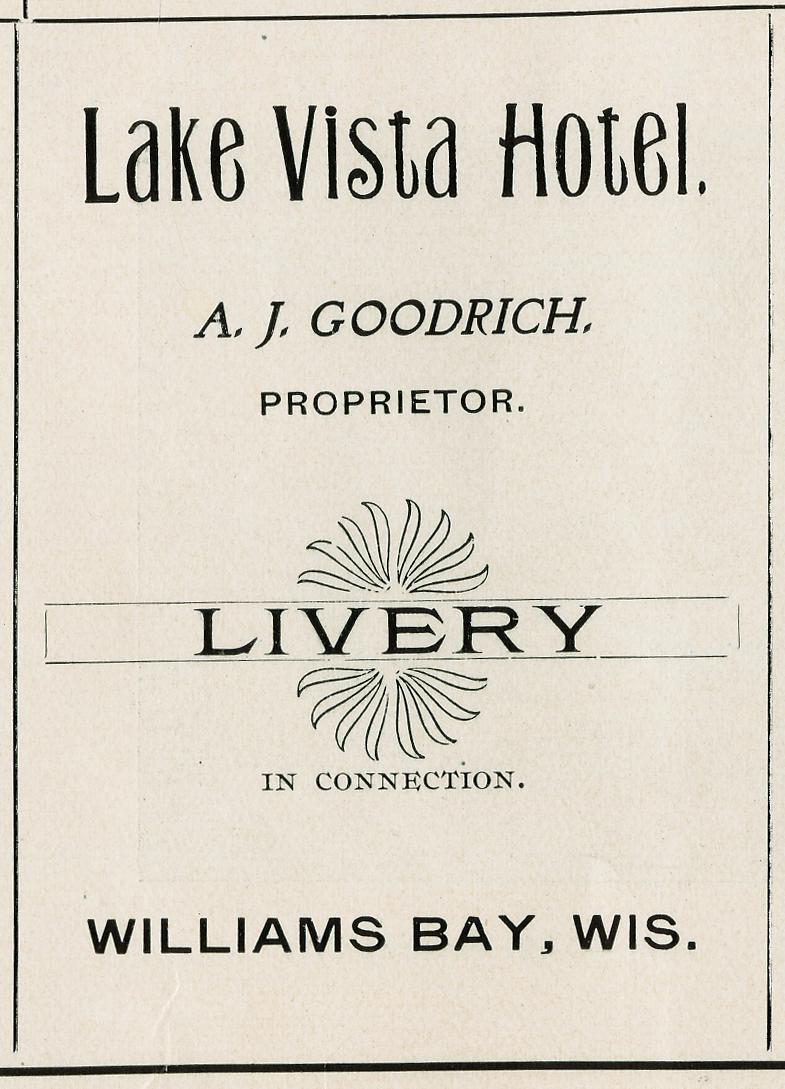 Lake Vista Hotel.
A. J. GOODRICH,
PROPRIETOR.
LIVERY
IN CONNECTION.
WILLIAMS BAY, WIS.